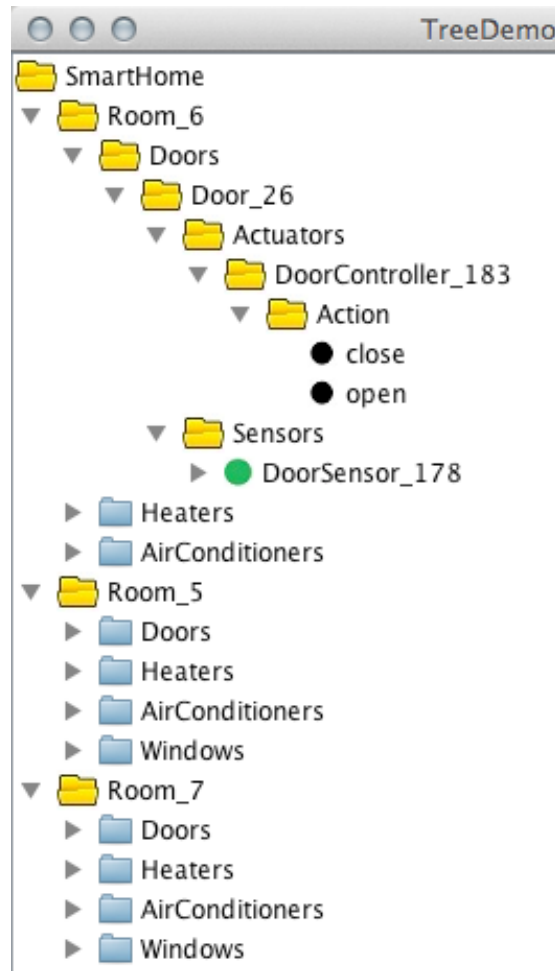 TreeDemo
SmartHome
Room_6
Doors
Door_26
Actuators
DoorController_183
Action
close
open
Sensors
DoorSensor_178
Heaters
AirConditioners
Room_5
Doors
Heaters
AirConditioners
Windows
Room_7
Doors
Heaters
AirConditioners
Windows